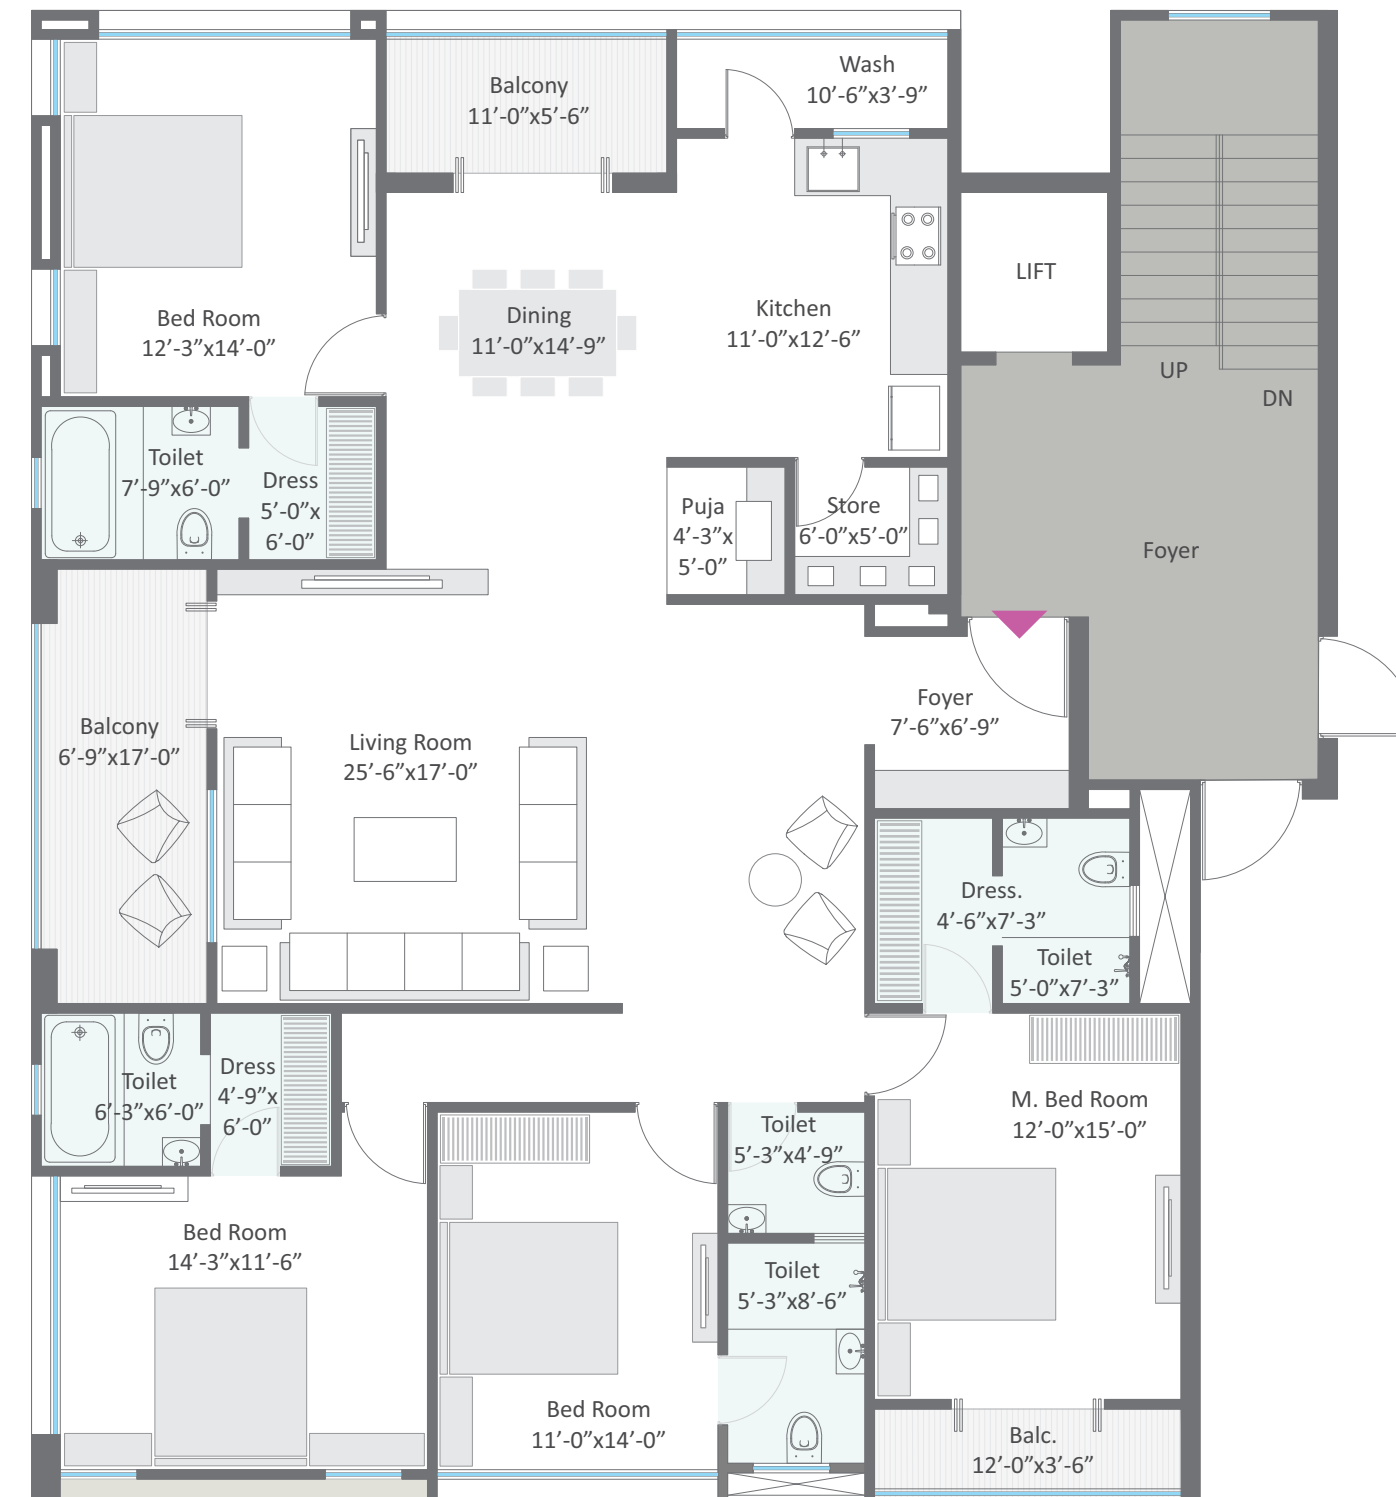 Wash
10’-6”x3’-9”
Balcony
11’-0”x5’-6”
LIFT
Bed Room
12’-3”x14’-0”
Dining
11’-0”x14’-9”
Kitchen
11’-0”x12’-6”
UP
DN
Toilet
7’-9”x6’-0”
Dress
5’-0”x
6’-0”
Puja
4’-3”x
5’-0”
Store
6’-0”x5’-0”
Foyer
Foyer
7’-6”x6’-9”
Balcony
6’-9”x17’-0”
Living Room
25’-6”x17’-0”
Dress.
4’-6”x7’-3”
Toilet
5’-0”x7’-3”
Toilet
6’-3”x6’-0”
Dress
4’-9”x
6’-0”
M. Bed Room
12’-0”x15’-0”
Toilet
5’-3”x4’-9”
Bed Room
14’-3”x11’-6”
Toilet
5’-3”x8’-6”
Bed Room
11’-0”x14’-0”
Balc.
12’-0”x3’-6”